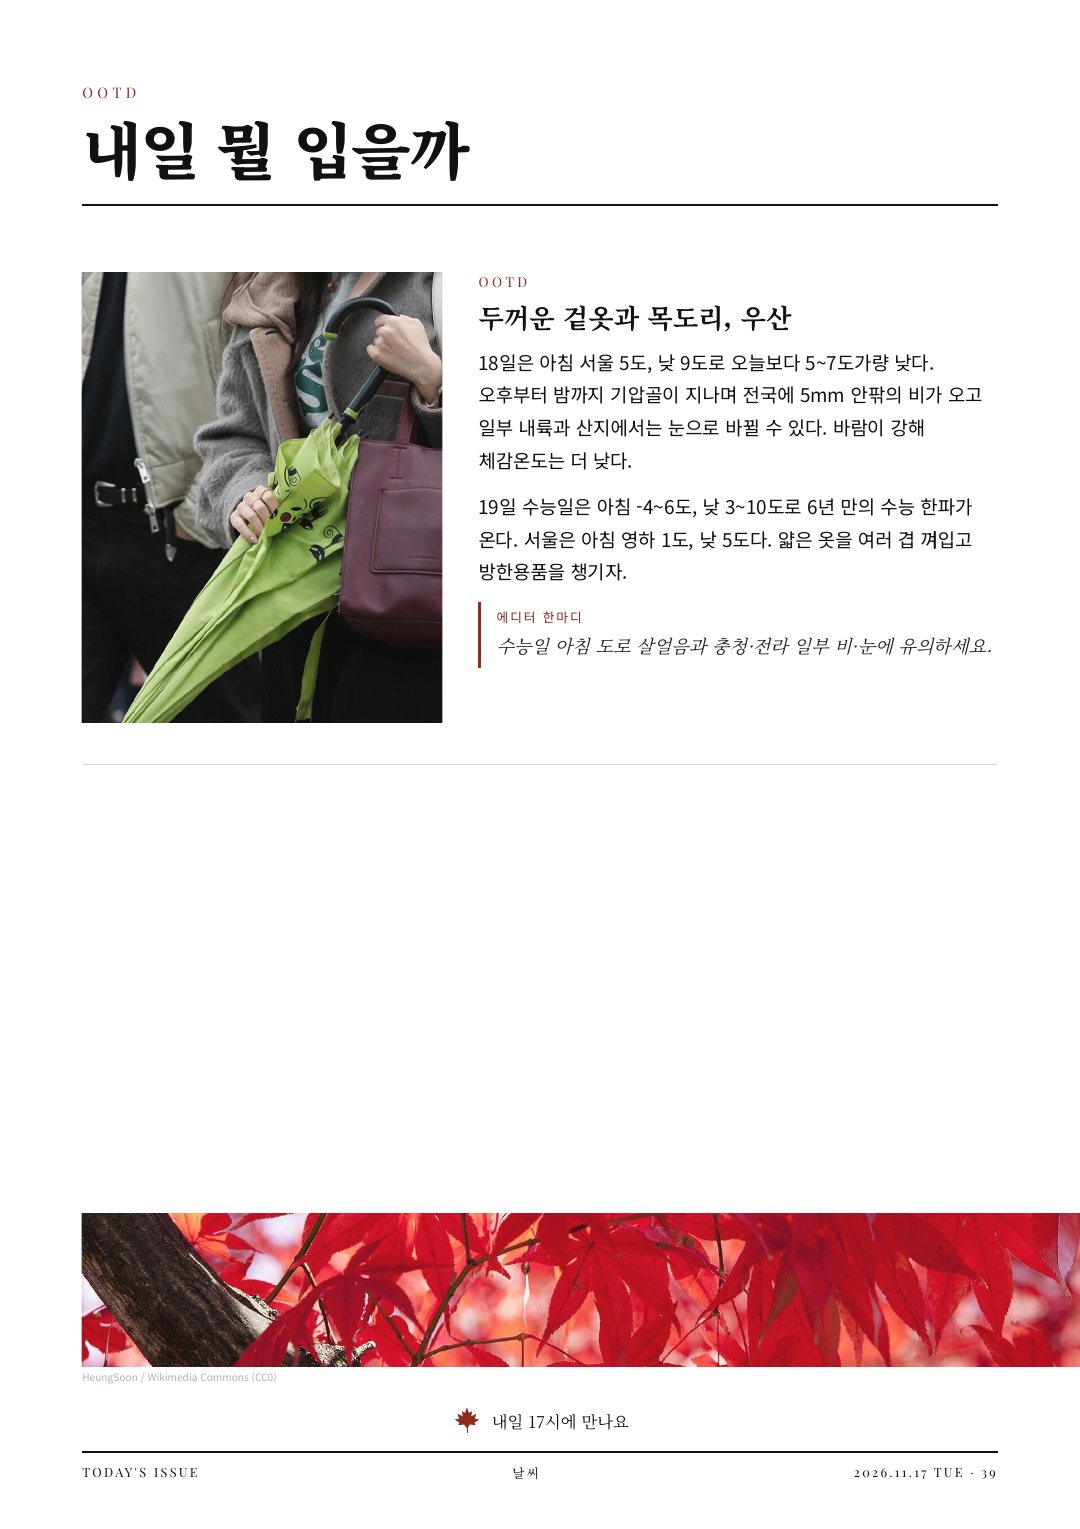 OOTD
내일 뭘 입을까
OOTD
두꺼운 겉옷과 목도리, 우산
18일은 아침 서울 5도, 낮 9도로 오늘보다 5~7도가량 낮다.
오후부터 밤까지 기압골이 지나며 전국에 5mm 안팎의 비가 오고
일부 내륙과 산지에서는 눈으로 바뀔 수 있다. 바람이 강해
체감온도는 더 낮다.
19일 수능일은 아침 -4~6도, 낮 3~10도로 6년 만의 수능 한파가
온다. 서울은 아침 영하 1도, 낮 5도다. 얇은 옷을 여러 겹 껴입고
방한용품을 챙기자.
에디터 한마디
수능일 아침 도로 살얼음과 충청·전라 일부 비·눈에 유의하세요.
HeungSoon / Wikimedia Commons (CC0)
내일 17시에 만나요
TODAY'S ISSUE 날씨 2026.11.17 TUE · 39